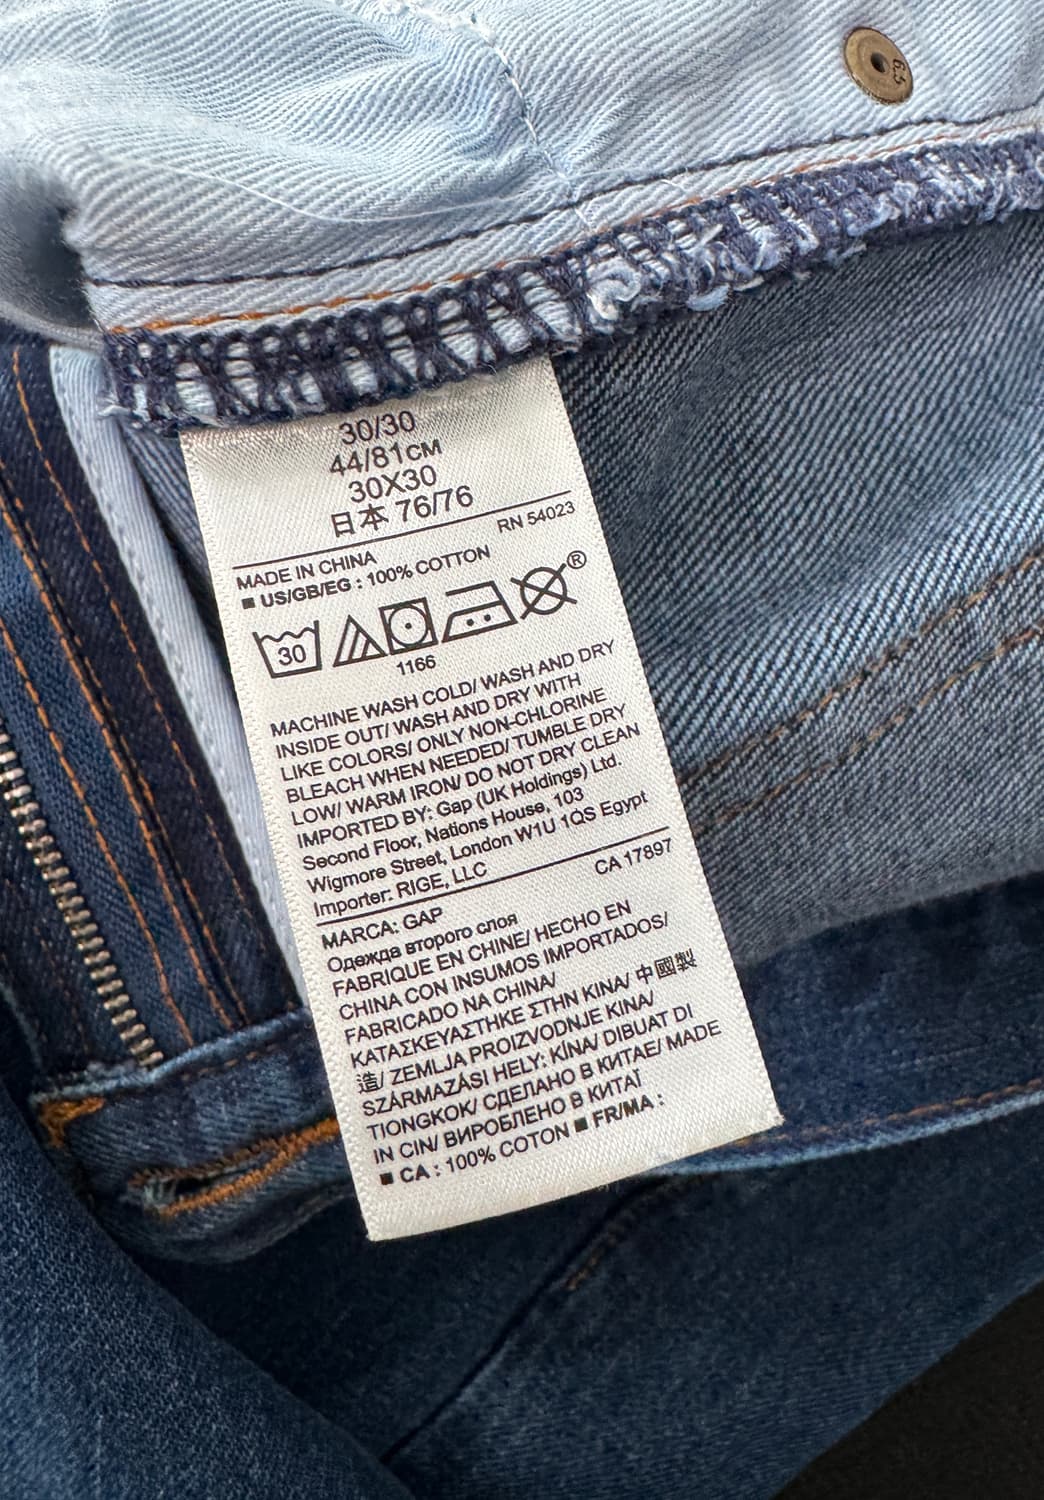 6.5
30/30
44/81CM
30X30
日本 76/76
RN 54023
MADE IN CHINA
■ US/GB/EG : 100% COTTON
30
®
1166
MACHINE WASH COLD/ WASH AND DRY
INSIDE OUT/ WASH AND DRY WITH
LIKE COLORS/ ONLY NON-CHLORINE
BLEACH WHEN NEEDED/ TUMBLE DRY
LOW/ WARM IRON/ DO NOT DRY CLEAN
IMPORTED BY: Gap (UK Holdings) Ltd.
Second Floor, Nations House, 103
Wigmore Street, London W1U 1QS Egypt
Importer: RIGE, LLC
CA 17897
MARCA: GAP
Одежда второго слоя
FABRIQUE EN CHINE/ HECHO EN
CHINA CON INSUMOS IMPORTADOS/
FABRICADO NA CHINA/
ΚΑΤΑΣΚΕΥΑΣΤΗΚΕ ΣΤΗΝ ΚΙΝΑ/ 中國製
造/ ZEMLJA PROIZVODNJE KINA/
SZÁRMAZÁSI HELY: KÍNA/ DIBUAT DI
TIONGKOK/ СДЕЛАНО В КИТАЕ/ MADE
IN CIN/ ВИРОБЛЕНО В КИТАЇ
■ CA : 100% COTON ■ FR/MA :